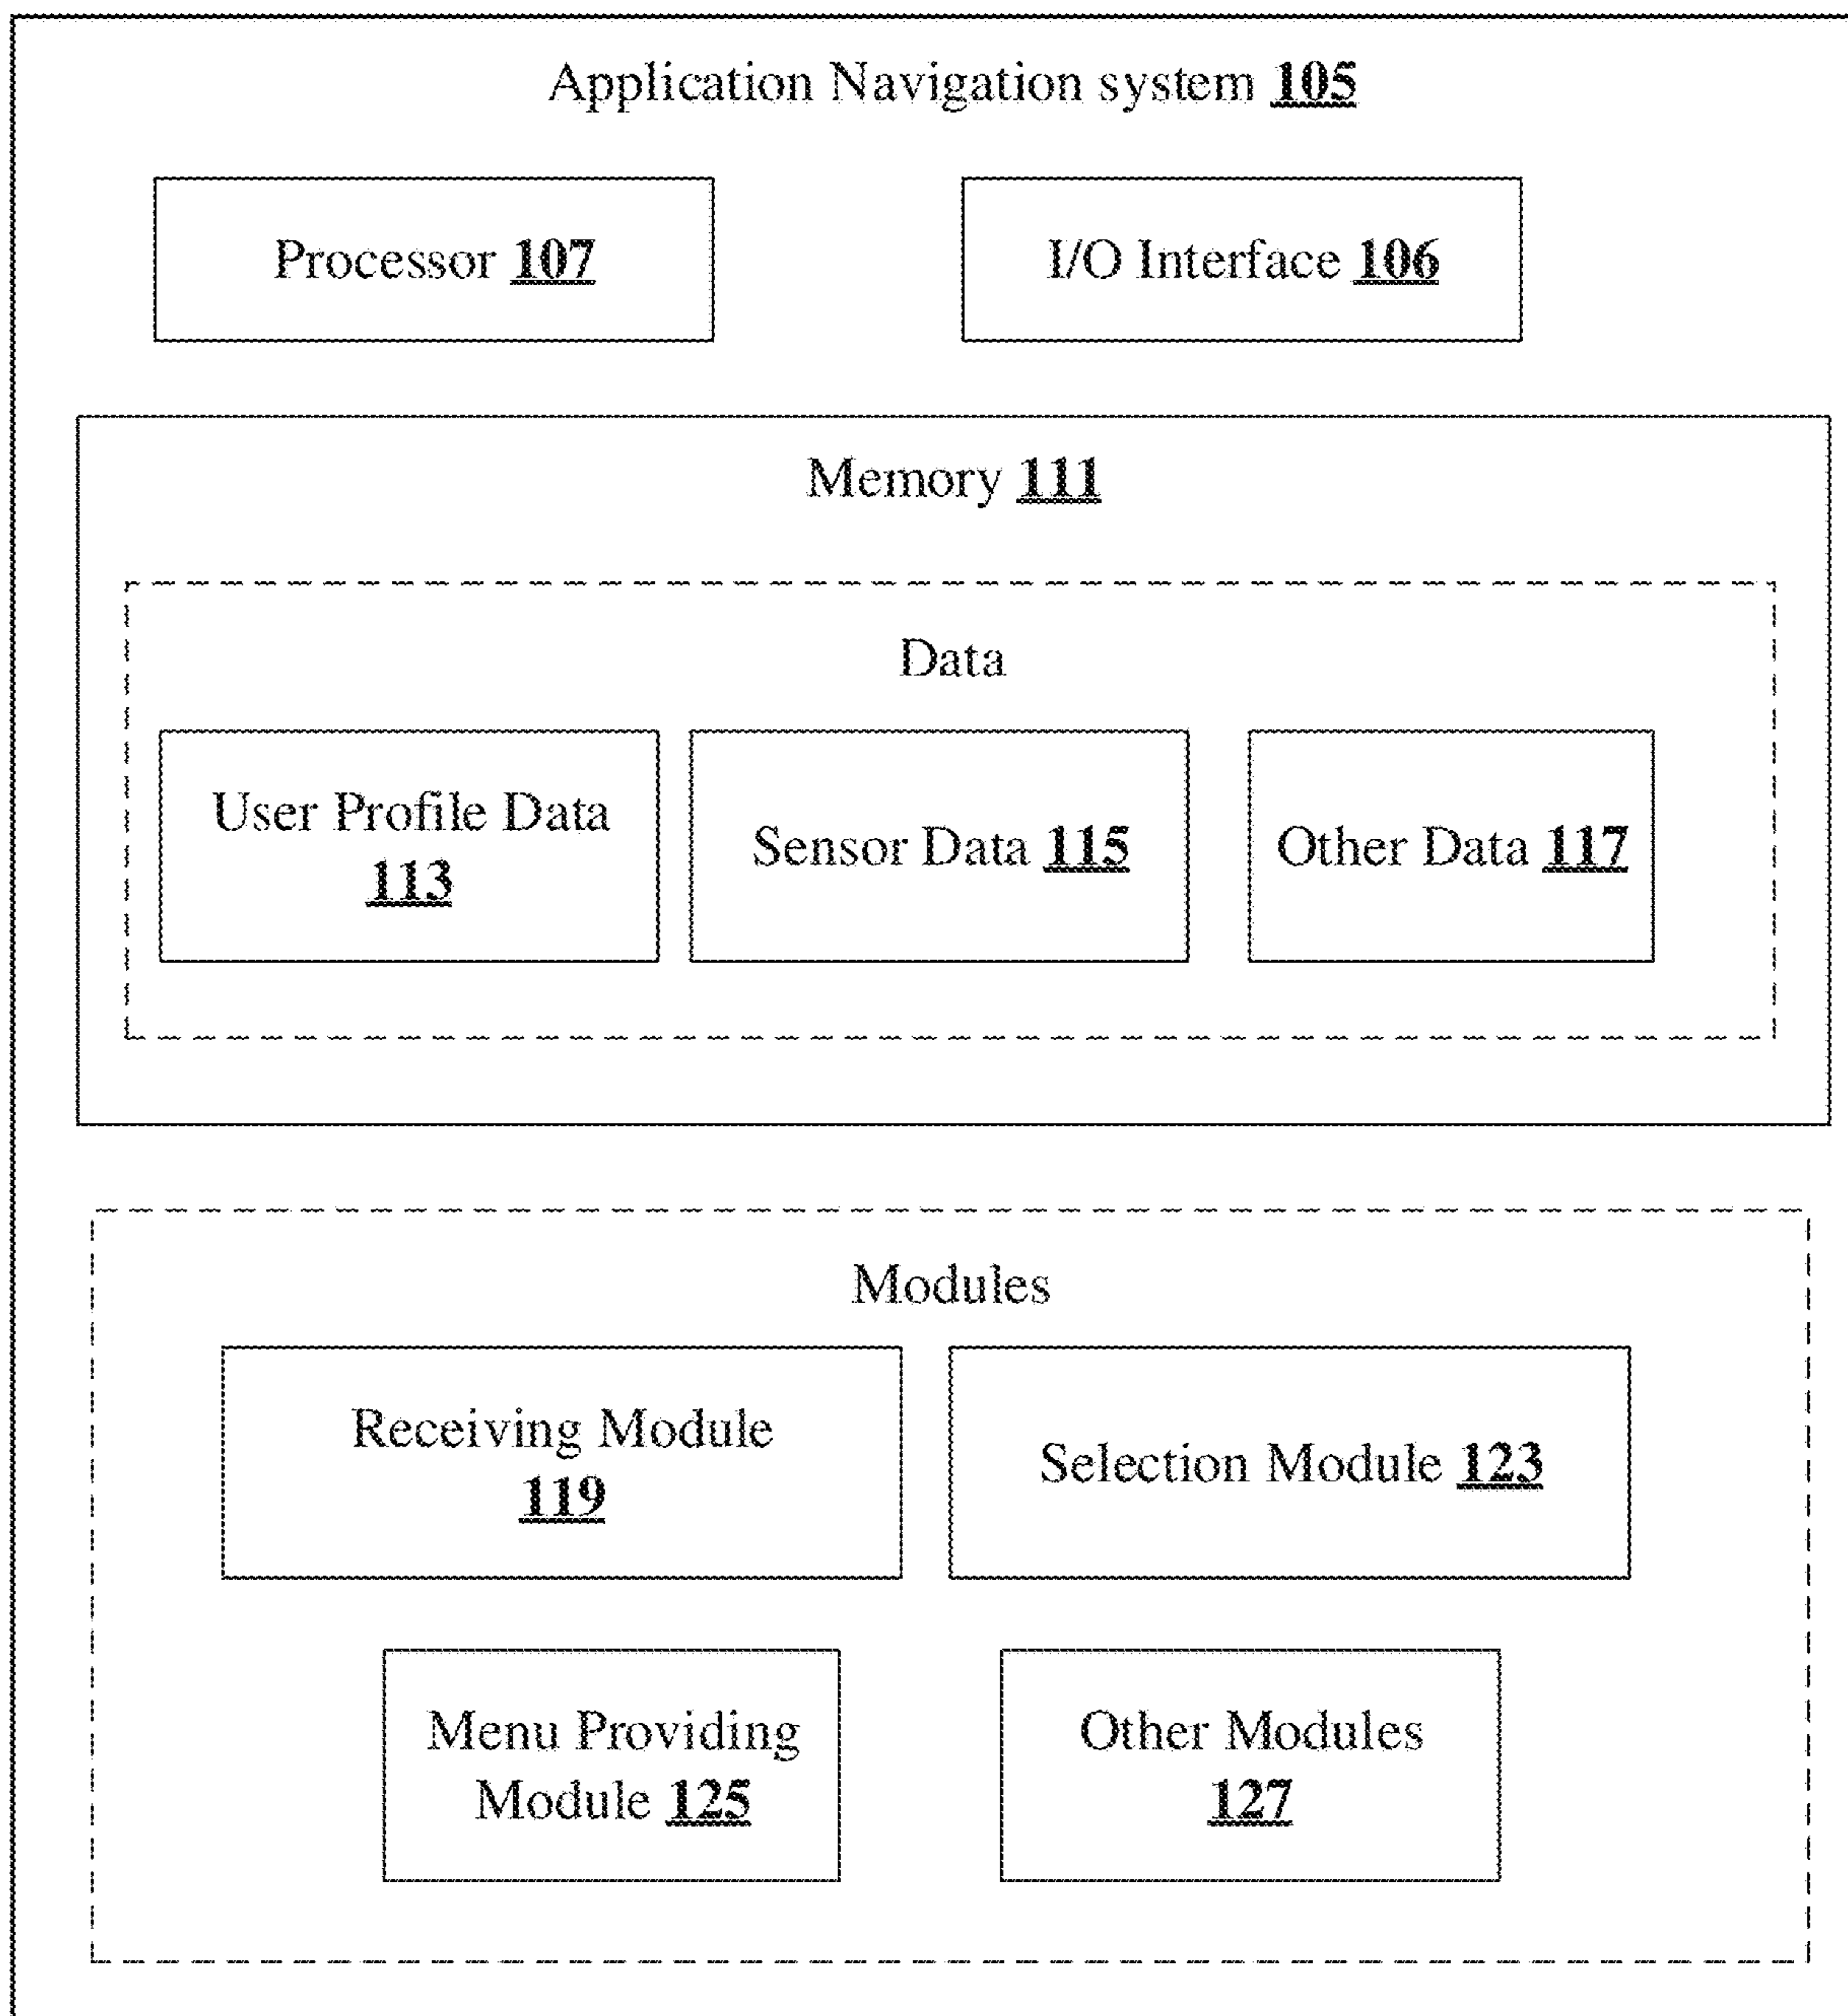 Application Navigation system 105
Processor 107
I/O Interface 106
Memory 111
Data
User Profile Data
113
Sensor Data 115
Other Data 117
Modules
Receiving Module
119
Selection Module 123
Menu Providing
Module 125
Other Modules
127